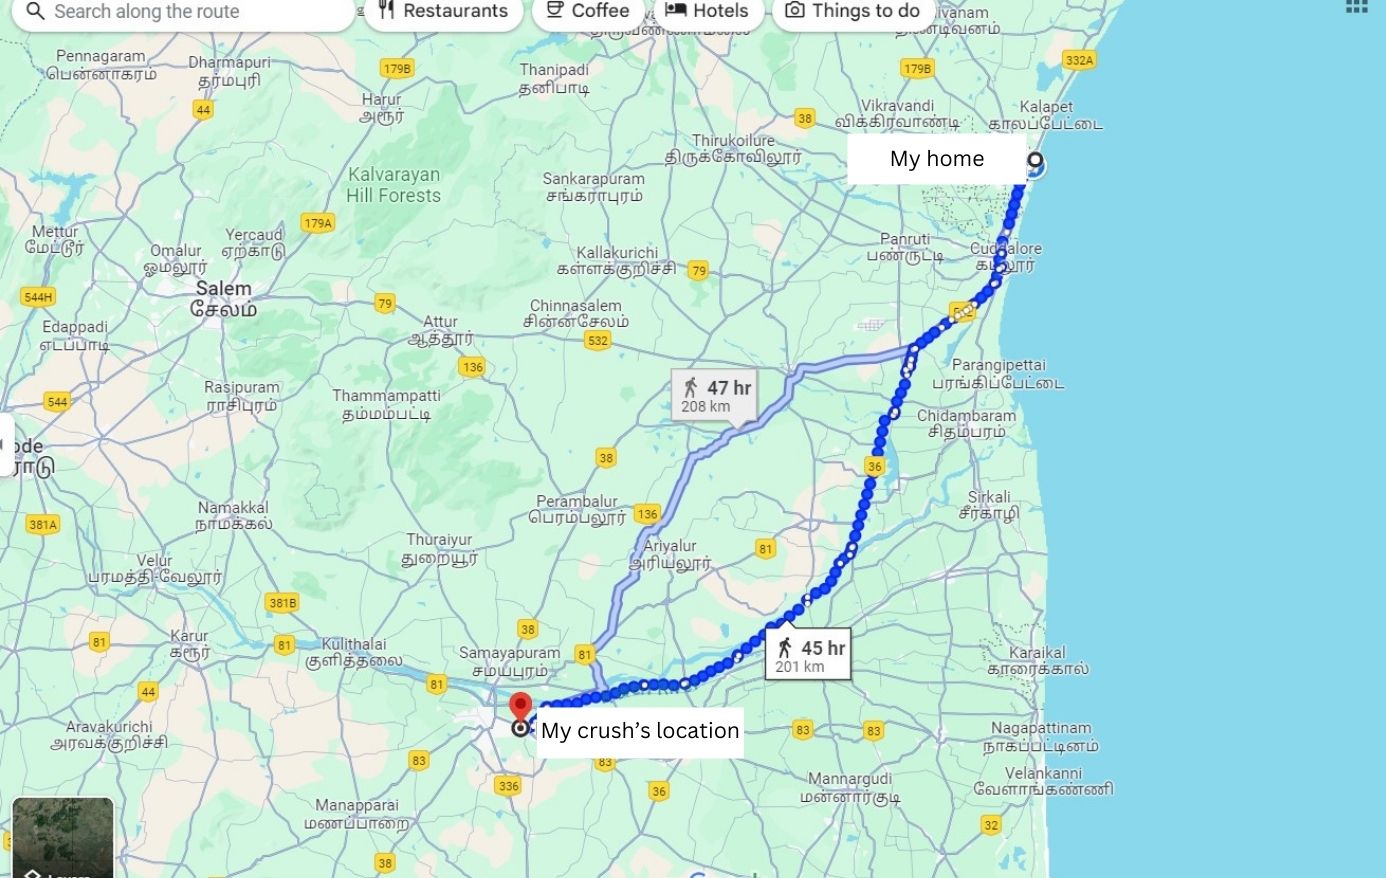 Search along the route
Restaurants
Coffee
Hotels
Things to do
திண்டிவனம்
Pennagaram
பென்னாகரம்
Dharmapuri
தர்மபுரி
179B
Thanipadi
தனிபாடி
179B
332A
44
Harur
அரூர்
38
Vikravandi
விக்கிரவாண்டி
Kalapet
காலாப்பேட்டை
Thirukoilure
திருக்கோவிலூர்
My home
Kalvarayan
Hill Forests
Sankarapuram
சங்கராபுரம்
179A
Mettur
மேட்டூர்
Omalur
ஓமலூர்
Yercaud
ஏற்காடு
Kallakurichi
கள்ளக்குறிச்சி
79
Panruti
பண்ருட்டி
Salem
சேலம்
544H
79
Chinnasalem
சின்னசேலம்
Edappadi
எடப்பாடி
Attur
ஆத்தூர்
532
136
Parangipettai
பரங்கிப்பேட்டை
Rasipuram
ராசிபுரம்
544
Thammampatti
தம்மம்பட்டி
47 hr
208 km
Chidambaram
சிதம்பரம்
38
36
Namakkal
நாமக்கல்
381A
Perambalur
பெரம்பலூர்
136
Sirkali
சீர்காழி
Thuraiyur
துறையூர்
Ariyalur
அரியலூர்
81
Velur
பரமத்தி-வேலூர்
381B
81
Karur
கரூர்
81
Kulithalai
குளித்தலை
38
Samayapuram
சமயபுரம்
81
45 hr
201 km
Karaikal
காரைக்கால்
44
81
Aravakurichi
அரவக்குறிச்சி
My crush’s location
83
83
Nagapattinam
நாகப்பட்டினம்
83
83
336
36
Mannargudi
மன்னார்குடி
Velankanni
வேளாங்கண்ணி
Manapparai
மணப்பாறை
32
38